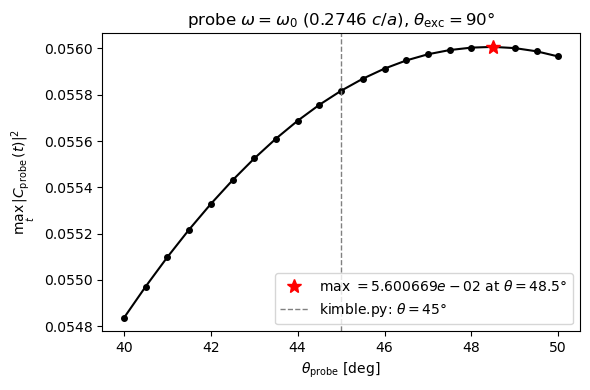 probe ω = ω₀ (0.2746 c/a), θ_exc = 90°
max_t |C_probe (t)|²
0.0560
0.0558
0.0556
0.0554
0.0552
0.0550
0.0548
max = 5.600669e − 02 at θ = 48.5°
kimble.py: θ = 45°
40 42 44 46 48 50
θ_probe [deg]